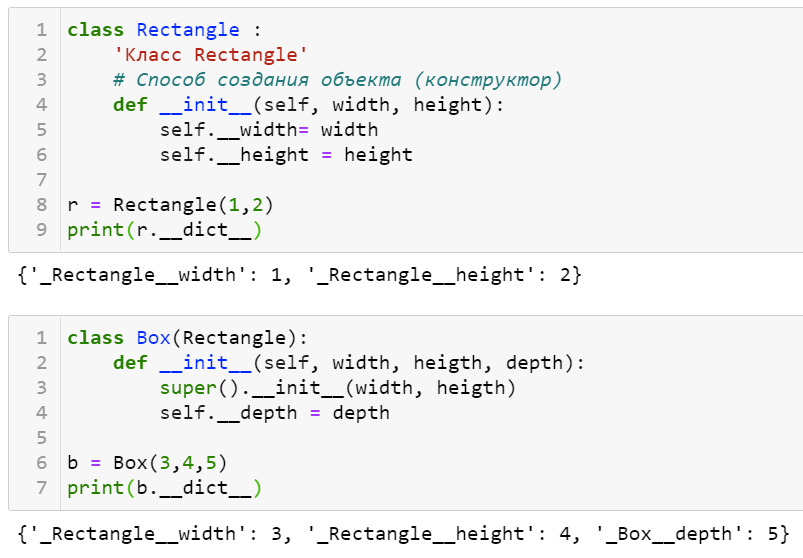 1 class Rectangle :
2     'Класс Rectangle'
3     # Способ создания объекта (конструктор)
4     def __init__(self, width, height):
5         self.__width= width
6         self.__height = height
7
8 r = Rectangle(1,2)
9 print(r.__dict__)
{'_Rectangle__width': 1, '_Rectangle__height': 2}
1 class Box(Rectangle):
2     def __init__(self, width, heigth, depth):
3         super().__init__(width, heigth)
4         self.__depth = depth
5
6 b = Box(3,4,5)
7 print(b.__dict__)
{'_Rectangle__width': 3, '_Rectangle__height': 4, '_Box__depth': 5}